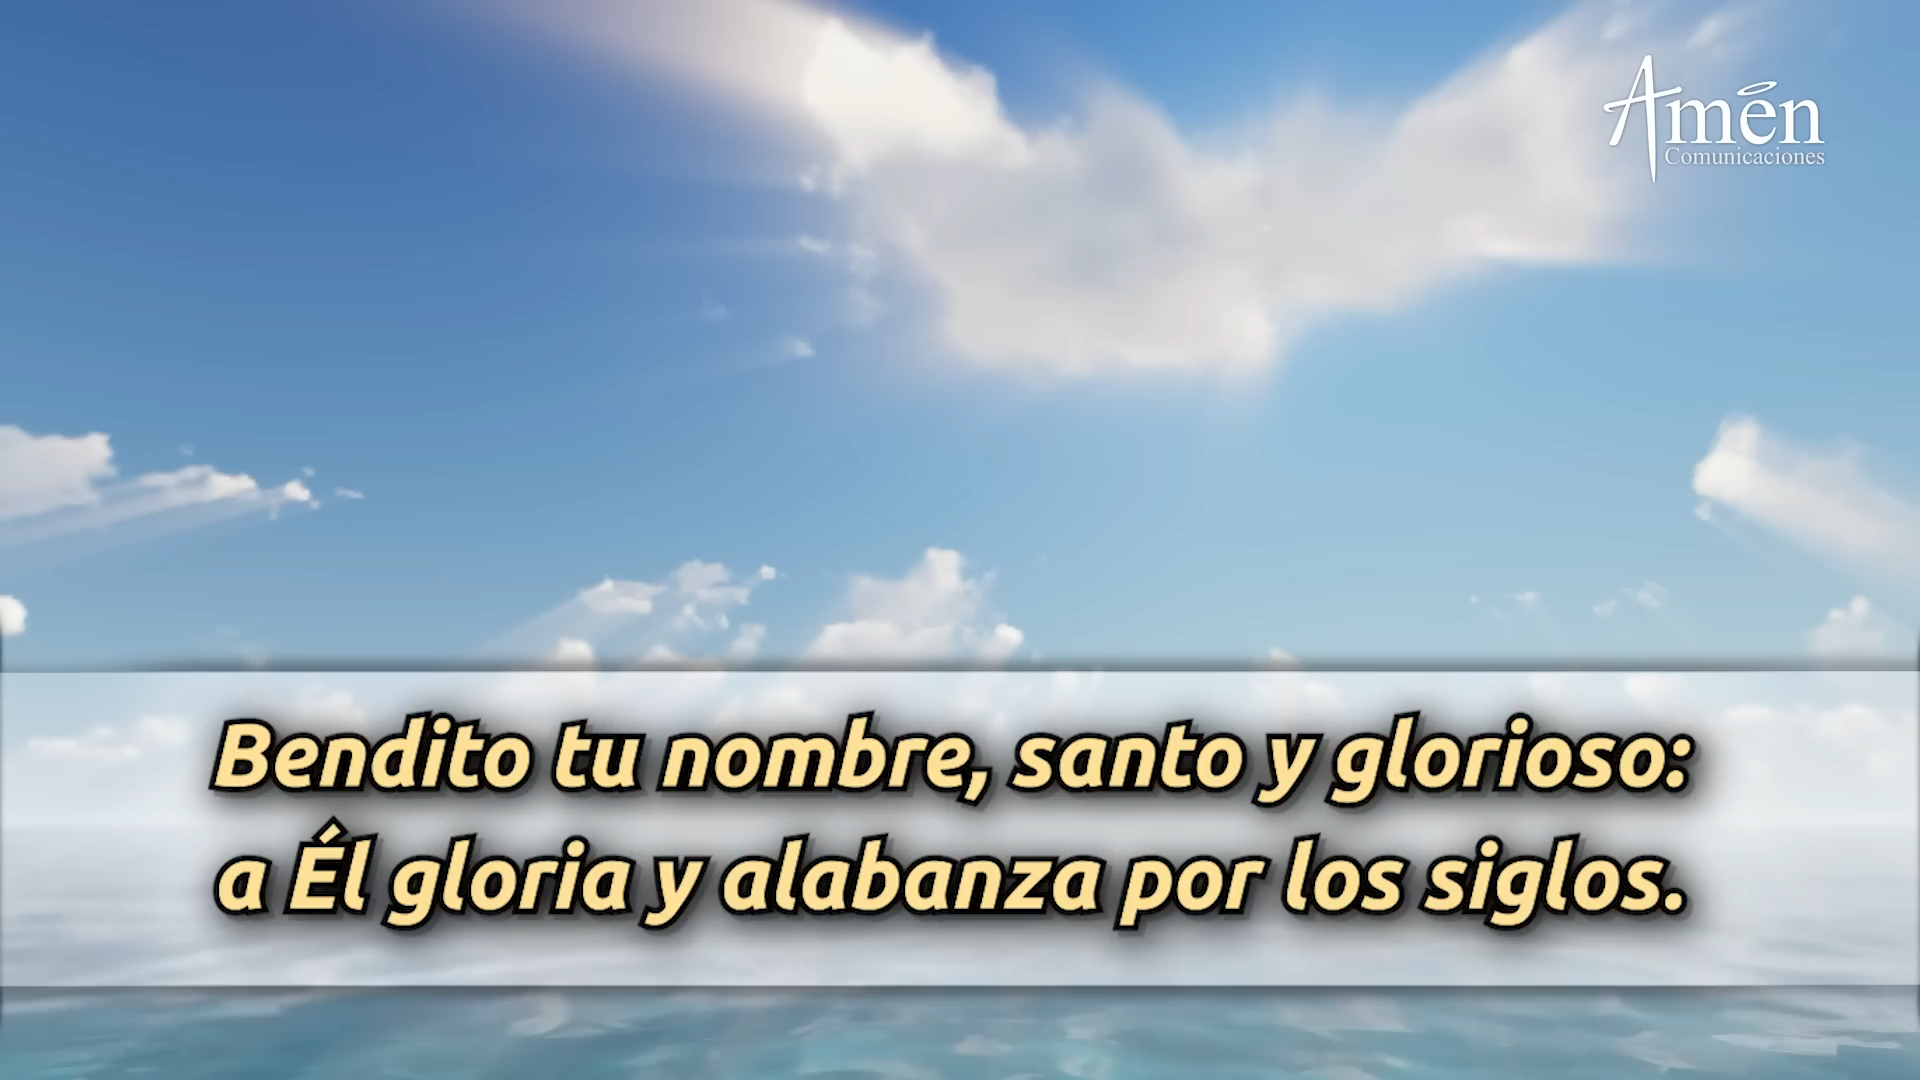 Amén
Comunicaciones
Bendito tu nombre, santo y glorioso:
a Él gloria y alabanza por los siglos.